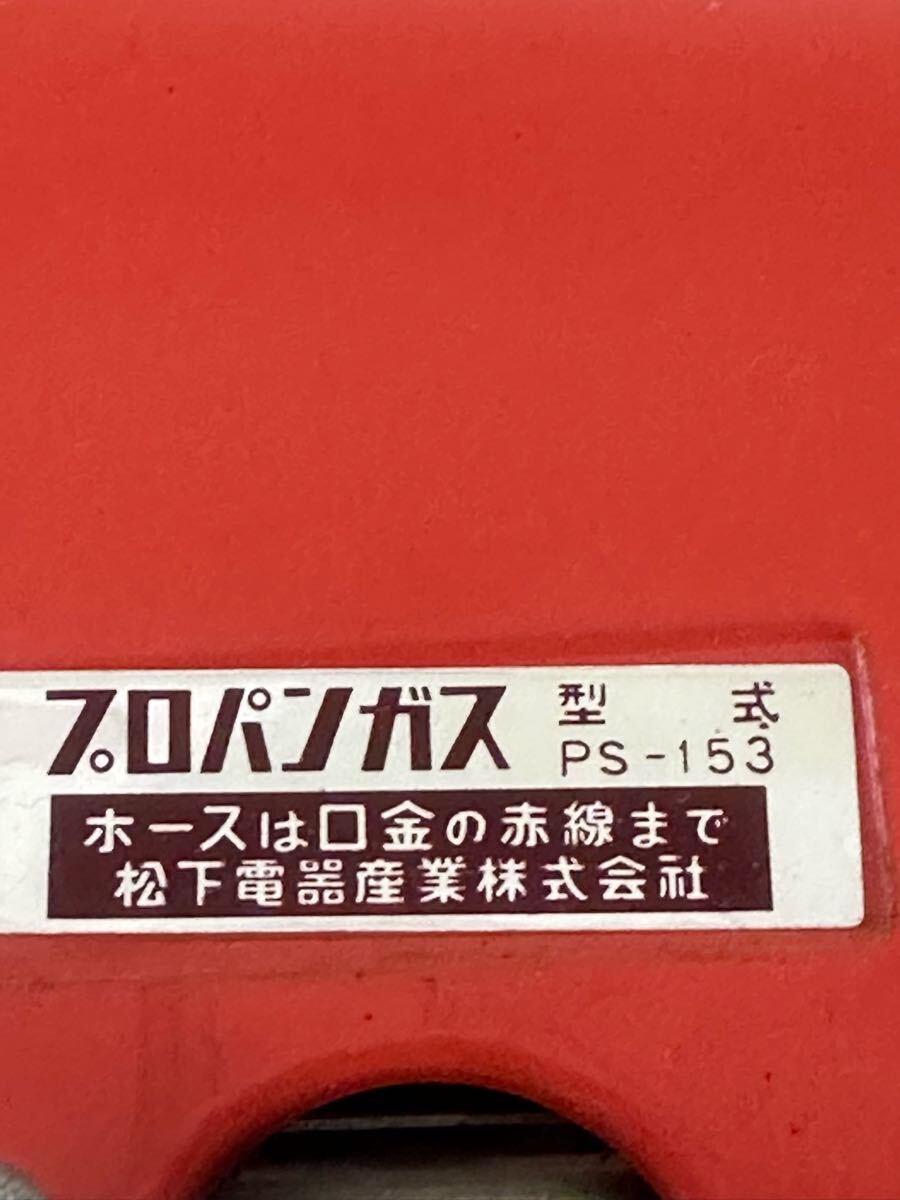 プロパンガス 型式
PS-153
ホースは口金の赤線まで
松下電器産業株式会社